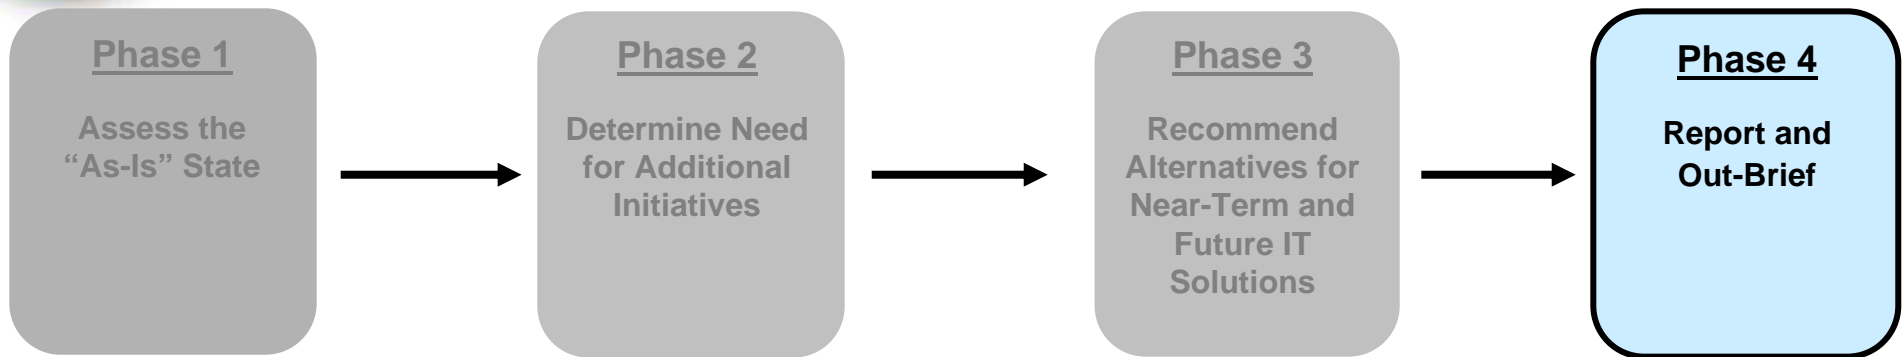 Phase 1
Assess the
“As-Is” State
Phase 2
Determine Need
for Additional
Initiatives
Phase 3
Recommend
Alternatives for
Near-Term and
Future IT
Solutions
Phase 4
Report and
Out-Brief